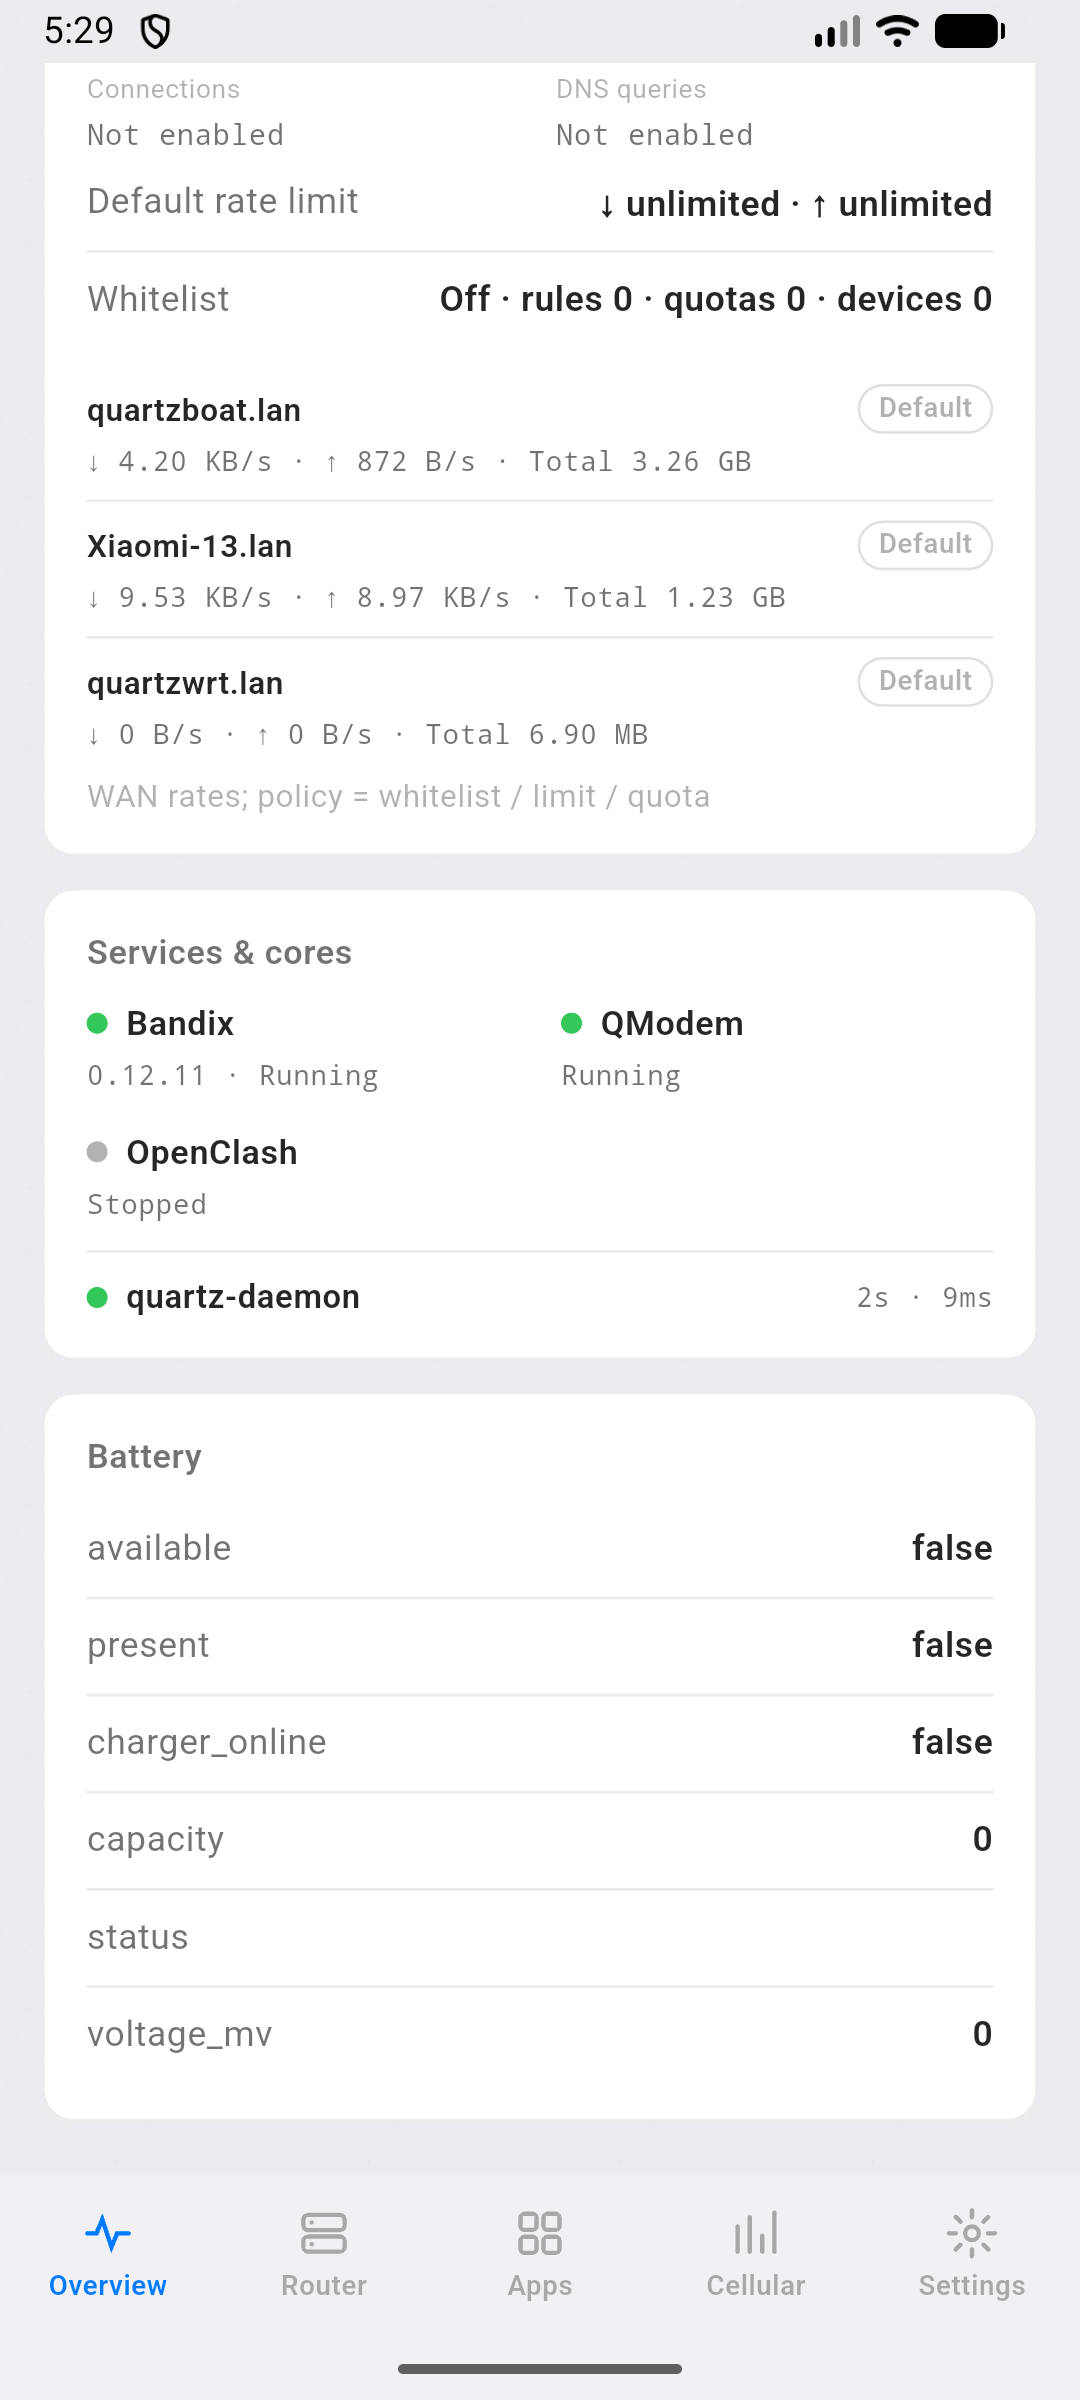 5:29
Connections DNS queries
Not enabled Not enabled
Default rate limit ↓ unlimited · ↑ unlimited
Whitelist Off · rules 0 · quotas 0 · devices 0
quartzboat.lan Default
↓ 4.20 KB/s · ↑ 872 B/s · Total 3.26 GB
Xiaomi-13.lan Default
↓ 9.53 KB/s · ↑ 8.97 KB/s · Total 1.23 GB
quartzwrt.lan Default
↓ 0 B/s · ↑ 0 B/s · Total 6.90 MB
WAN rates; policy = whitelist / limit / quota
Services & cores
Bandix QModem
0.12.11 · Running Running
OpenClash
Stopped
quartz-daemon 2s · 9ms
Battery
available false
present false
charger_online false
capacity 0
status
voltage_mv 0
Overview Router Apps Cellular Settings